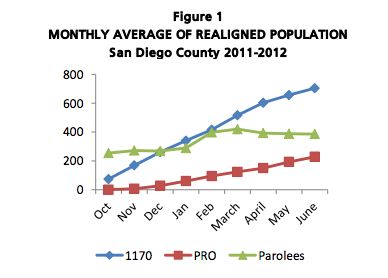 Figure 1
MONTHLY AVERAGE OF REALIGNED POPULATION
San Diego County 2011-2012
800
600
400
200
0
Oct
Nov
Dec
Jan
Feb
March
April
May
June
1170
PRO
Parolees